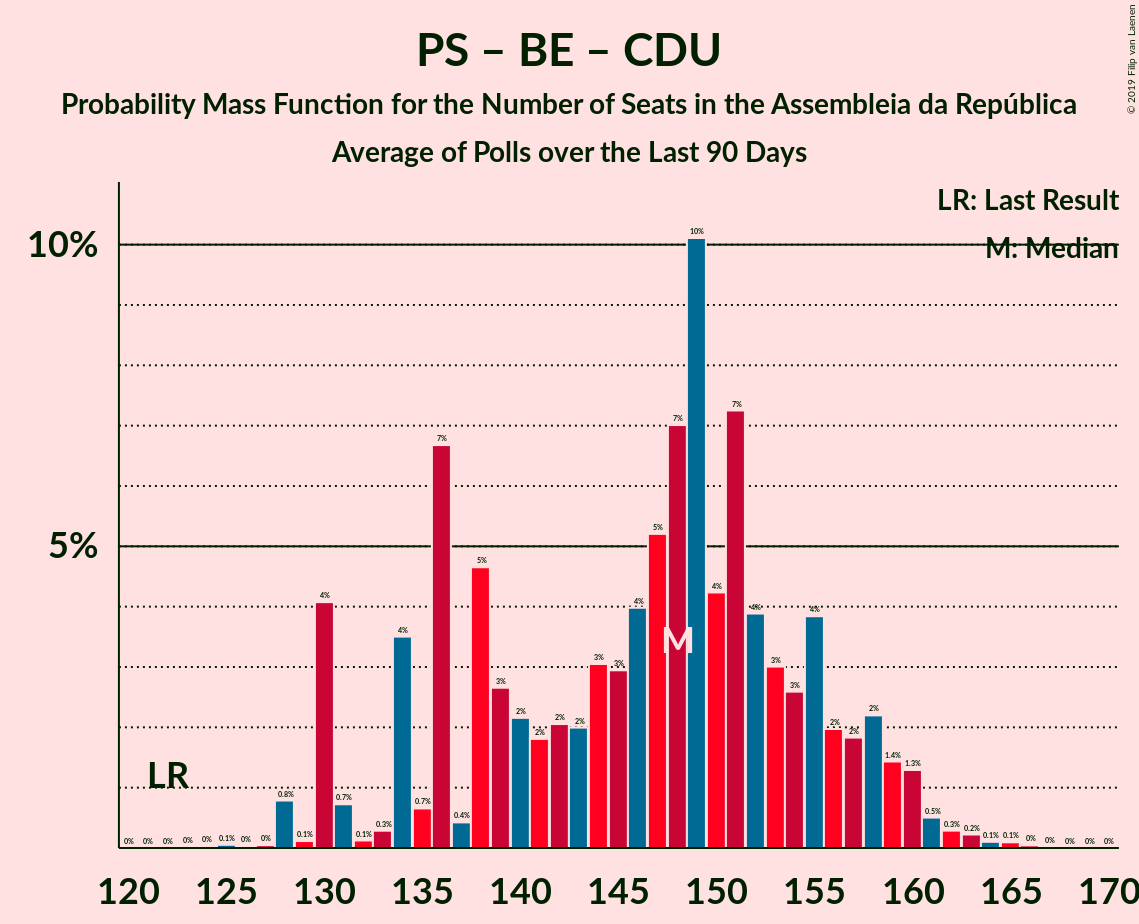 PS – BE – CDU
Probability Mass Function for the Number of Seats in the Assembleia da República
Average of Polls over the Last 90 Days
© 2019 Filip van Laenen
LR: Last Result
M: Median
10%
5%
LR
M
0% 0% 0% 0% 0% 0.1% 0% 0% 0.8% 0.1% 4% 0.7% 0.1% 0.3% 4% 0.7% 7% 0.4% 5% 3% 2% 2% 2% 2% 3% 3% 4% 5% 7% 10% 4% 7% 4% 3% 3% 4% 2% 2% 2% 1.4% 1.3% 0.5% 0.3% 0.2% 0.1% 0.1% 0% 0% 0% 0% 0%
120 125 130 135 140 145 150 155 160 165 170